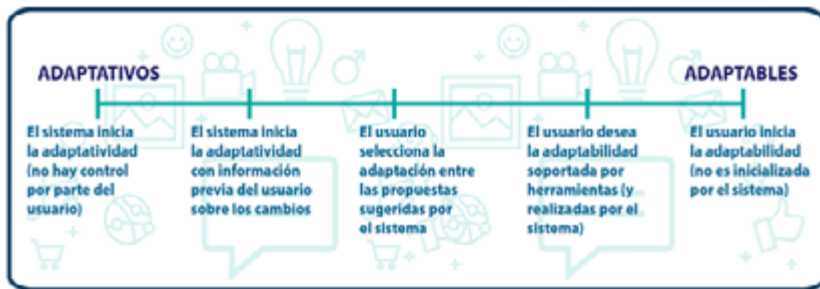 ADAPTATIVOS
ADAPTABLES
El sistema inicia
la adaptatividad
(no hay control
por parte del
usuario)
El sistema inicia
la adaptatividad
con información
previa del usuario
sobre los cambios
El usuario
selecciona la
adaptación entre
las propuestas
sugeridas por
el sistema
El usuario desea
la adaptabilidad
soportada por
herramientas (y
realizadas por el
sistema)
El usuario inicia
la adaptabilidad
(no es inicializada
por el sistema)